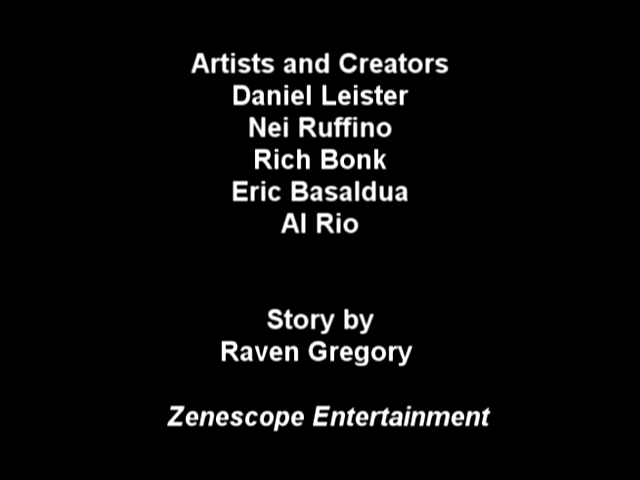 Artists and Creators
Daniel Leister
Nei Ruffino
Rich Bonk
Eric Basaldua
Al Rio
Story by
Raven Gregory
Zenescope Entertainment